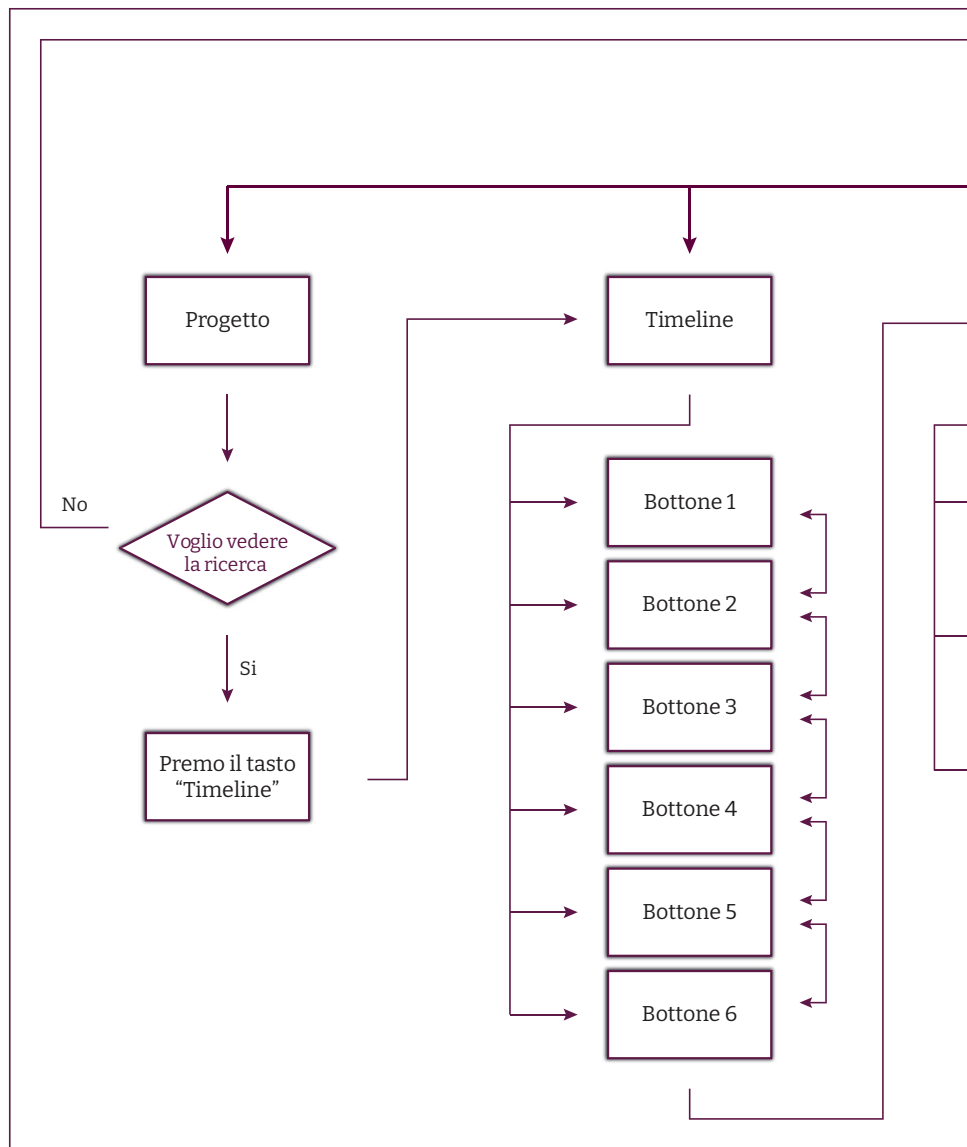 Progetto
Timeline
No
Voglio vedere
la ricerca
Si
Premo il tasto
“Timeline”
Bottone 1
Bottone 2
Bottone 3
Bottone 4
Bottone 5
Bottone 6